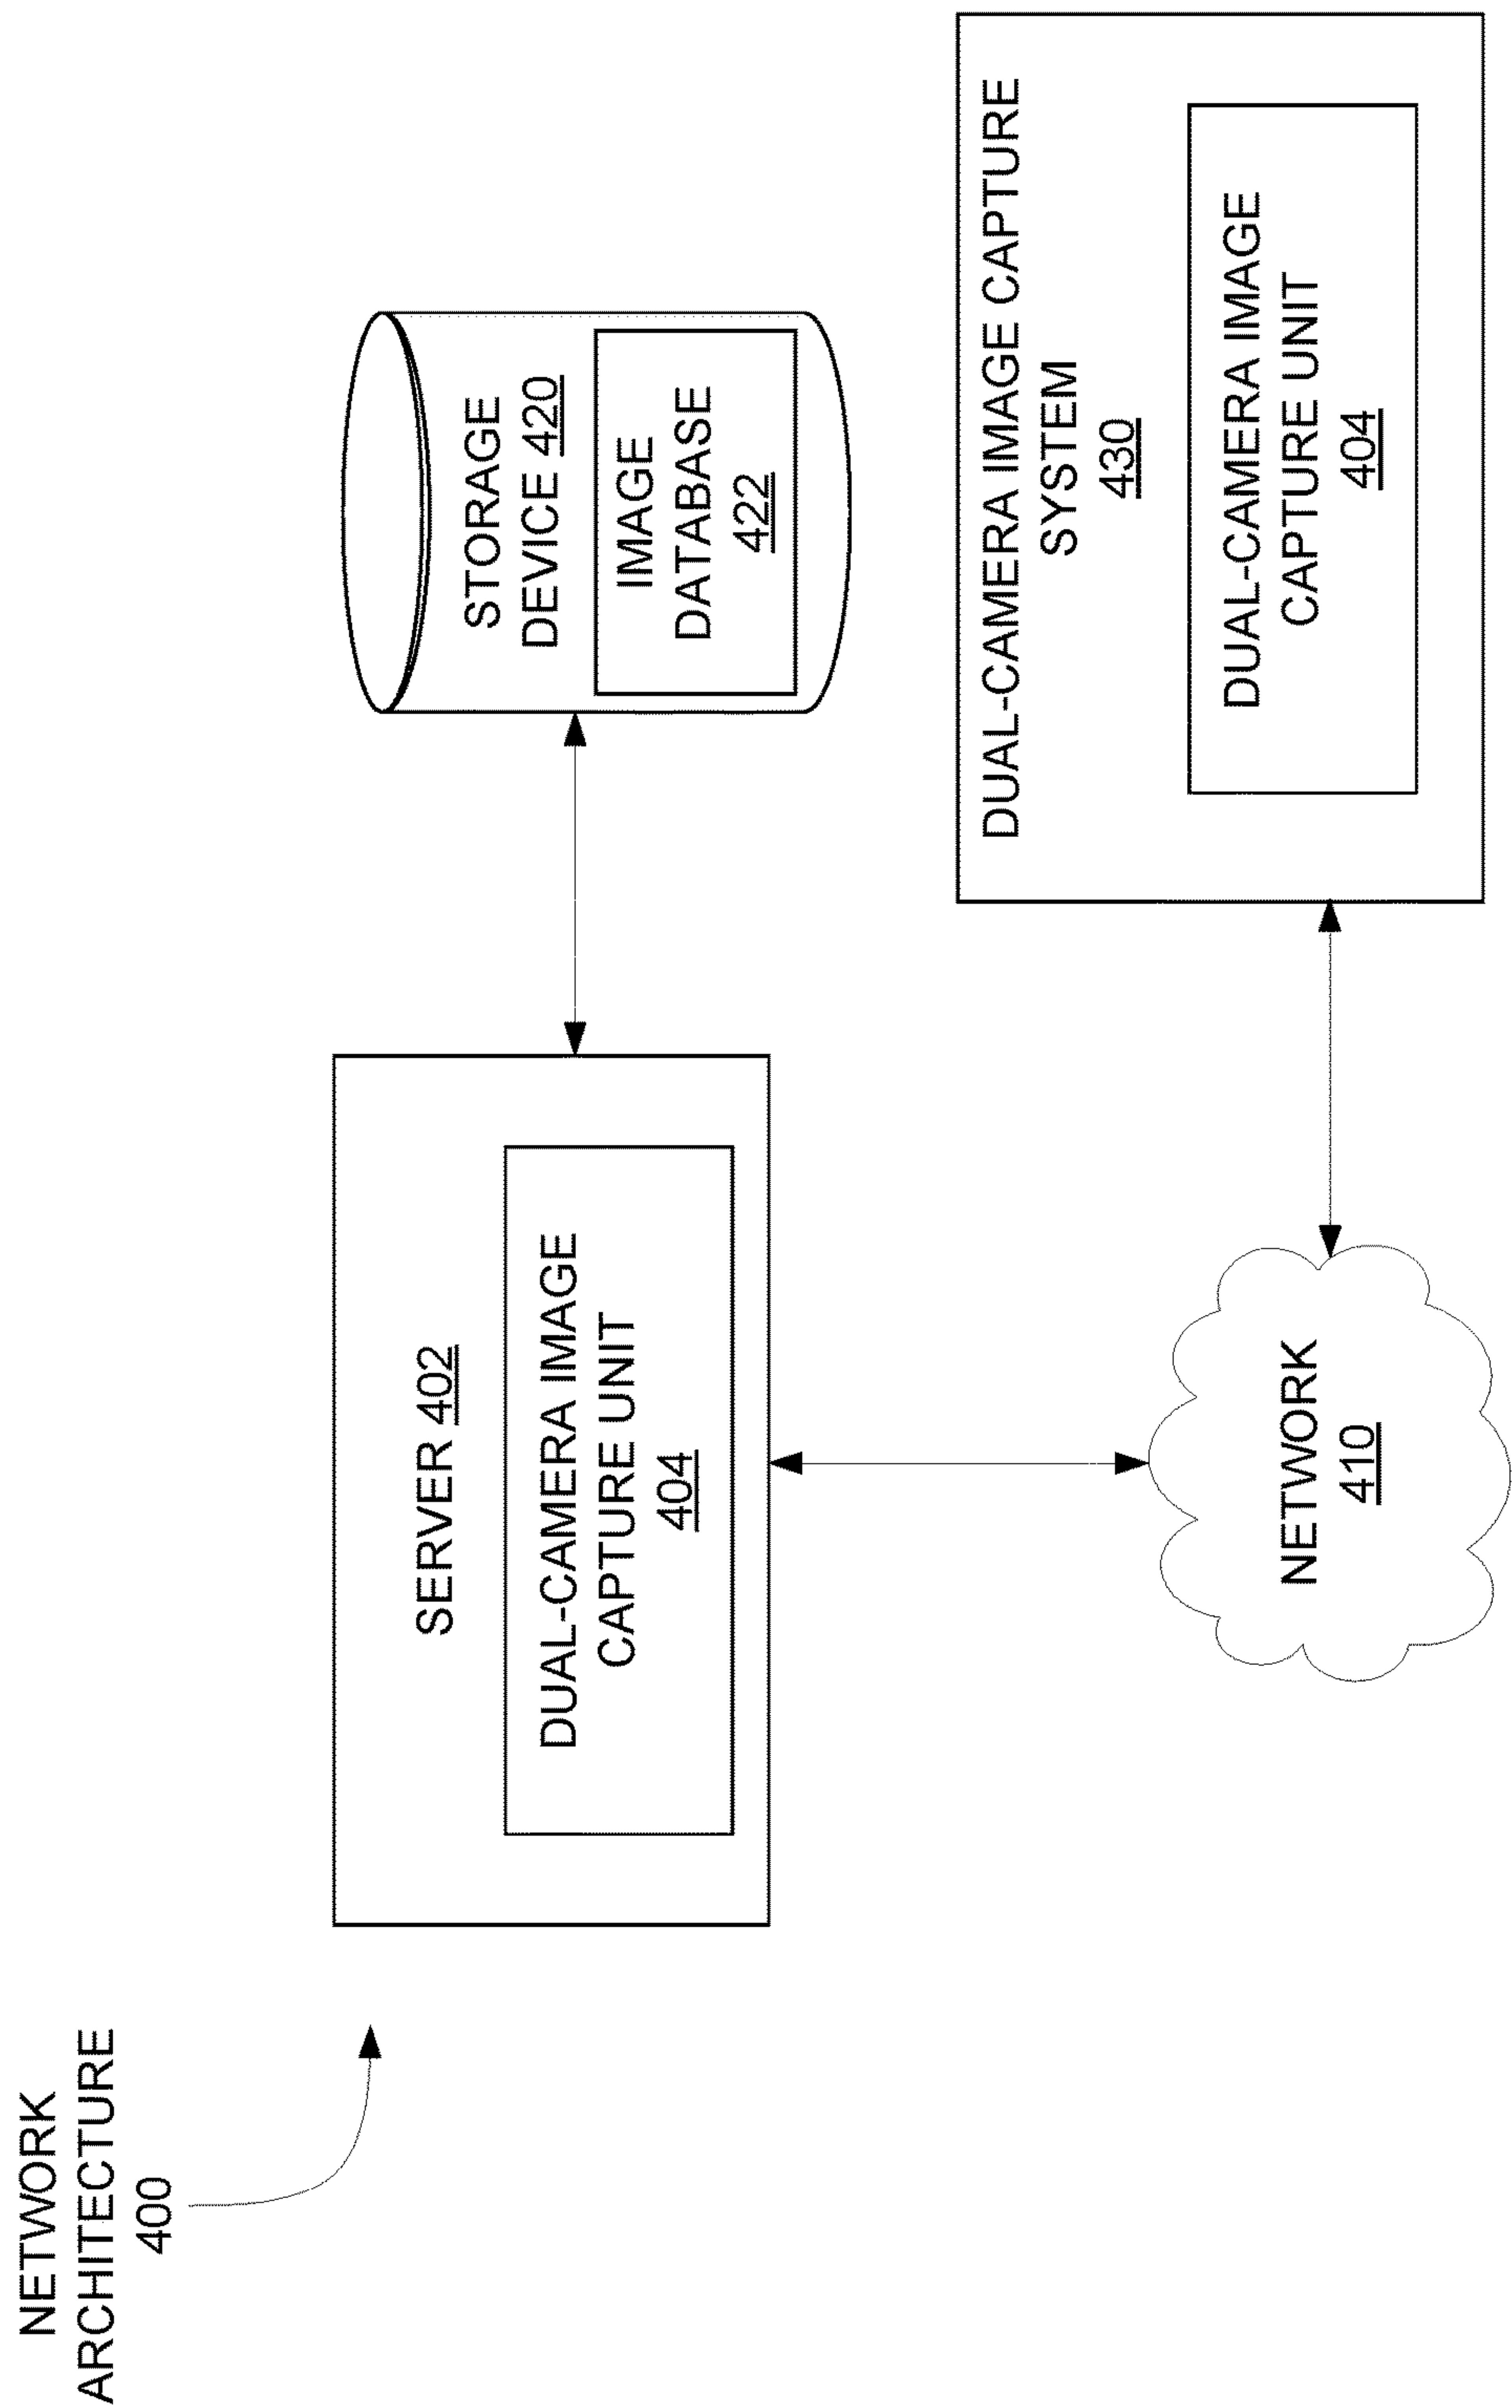 NETWORK
ARCHITECTURE
400
SERVER 402
DUAL-CAMERA IMAGE
CAPTURE UNIT
404
STORAGE
DEVICE 420
IMAGE
DATABASE
422
NETWORK
410
DUAL-CAMERA IMAGE CAPTURE
SYSTEM
430
DUAL-CAMERA IMAGE
CAPTURE UNIT
404